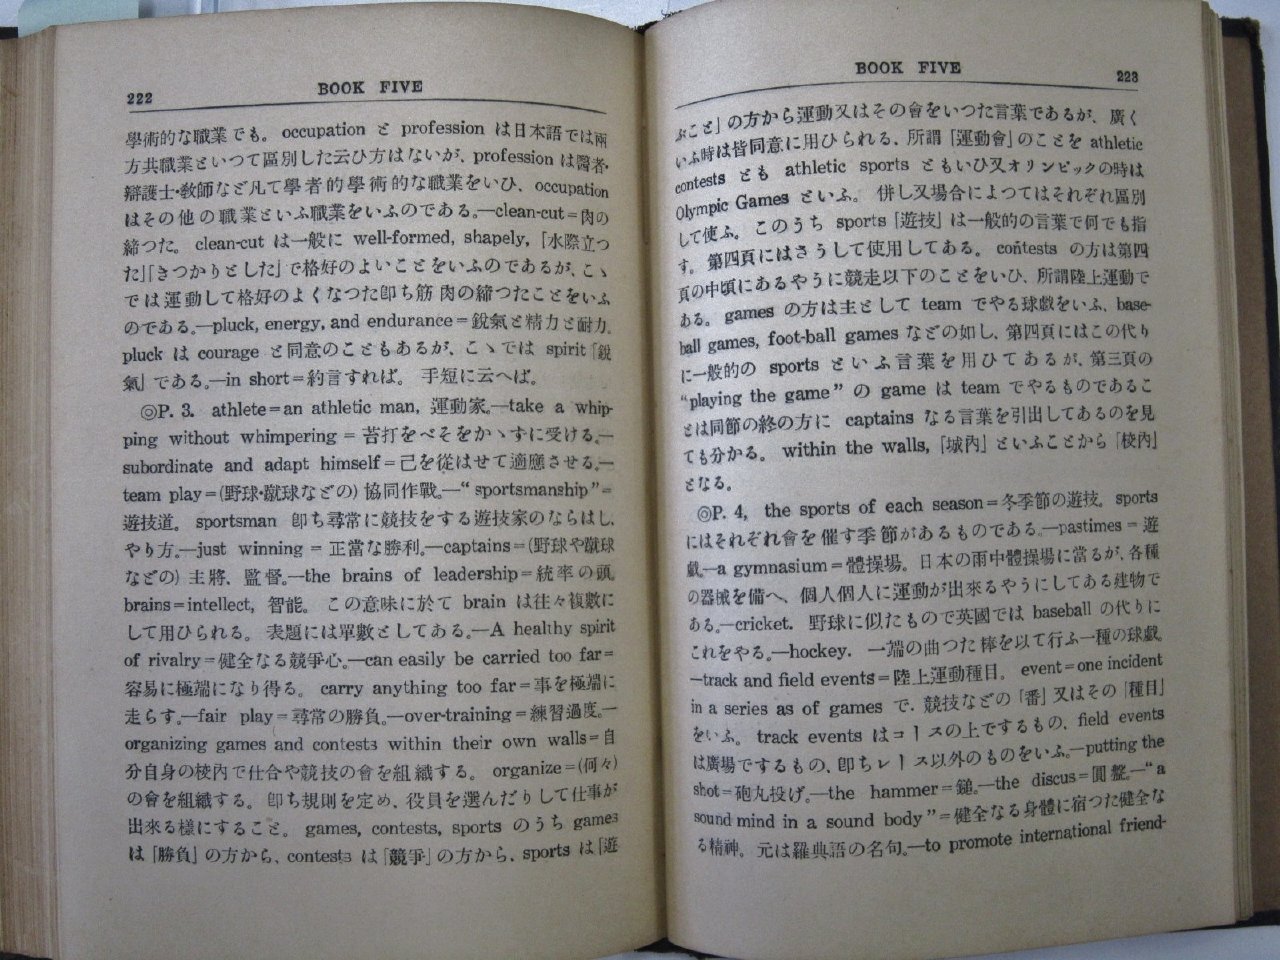 222
BOOK FIVE
學術的な職業でも。 occupation と profession は日本語では兩
方共職業といつて區別した云ひ方はないが、profession は醫者・
辯護士・敎師など凡て學者的學術的な職業をいひ、occupation
はその他の職業といふ職業をいふのである。—clean-cut=肉の
締つた。 clean-cut は一般に well-formed, shapely,「水際立つ
た」「きつかりとした」で格好のよいことをいふのであるが、こゝ
では運動して格好のよくなつた卽ち筋肉の締つたことをいふ
のである。—pluck, energy, and endurance=銳氣と精力と耐力。
pluck は courage と同意のこともあるが、こゝでは spirit「銳
氣」である。—in short=約言すれば。 手短に云へば。
◎P. 3. athlete=an athletic man, 運動家。—take a whip-
ping without whimpering=苔打をべそをかゝずに受ける。—
subordinate and adapt himself=己を從はせて適應させる。—
team play=(野球・蹴球などの) 協同作戰。—“sportsmanship”=
遊技道。 sportsman 卽ち尋常に競技をする遊技家のならはし、
やり方。—just winning = 正常な勝利。—captains=(野球や蹴球
などの) 主將、監督。—the brains of leadership=統率の頭。
brains=intellect, 智能。 この意味に於て brain は往々複數に
して用ひられる。 表題には單數としてある。—A healthy spirit
of rivalry=健全なる競爭心。—can easily be carried too far=
容易に極端になり得る。 carry anything too far=事を極端に
走らす。—fair play=尋常の勝負。—over-training=練習過度。—
organizing games and contests within their own walls=自
分自身の校內で仕合や競技の會を組織する。 organize=(何々)
の會を組織する。 卽ち規則を定め、役員を選んだりして仕事が
出來る樣にすること。 games, contests, sports のうち games
は「勝負」の方から、contests は「競爭」の方から、sports は「遊
BOOK FIVE
223
ぶこと」の方から運動又はその會をいつた言葉であるが、廣く
いふ時は皆同意に用ひられる、所謂「運動會」のことを athletic
contests とも athletic sports ともいひ又オリンピックの時は
Olympic Games といふ。 併し又場合によつてはそれぞれ區別
して使ふ。 このうち sports「遊技」は一般的の言葉で何でも指
す。 第四頁にはさうして使用してある。 contests の方は第四
頁の中頃にあるやうに競走以下のことをいひ、所謂陸上運動で
ある。 games の方は主として team でやる球戲をいふ、base-
ball games, foot-ball games などの如し、第四頁にはこの代り
に一般的の sports といふ言葉を用ひてあるが、第三頁の
“playing the game” の game は team でやるものであるこ
とは同節の終の方に captains なる言葉を引出してあるのを見
ても分かる。 within the walls,「城內」といふことから「校內」
となる。
◎P. 4, the sports of each season=冬季節の遊技。 sports
にはそれぞれ會を催す季節があるものである。—pastimes=遊
戲。—a gymnasium=體操場。 日本の雨中體操場に當るが、各種
の器械を備へ、個人個人に運動が出來るやうにしてある建物で
ある。—cricket. 野球に似たもので英國では baseball の代りに
これをやる。—hockey. 一端の曲つた棒を以て行ふ一種の球戲。
—track and field events=陸上運動種目。 event=one incident
in a series as of games で、競技などの「番」又はその「種目」
をいふ。 track events はコースの上でするもの、field events
は廣場でするもの、卽ちレース以外のものをいふ。—putting the
shot=砲丸投げ。—the hammer=鎚。—the discus=圓盤。—“a
sound mind in a sound body”=健全なる身體に宿つた健全な
る精神。 元は羅典語の名句。—to promote international friend-